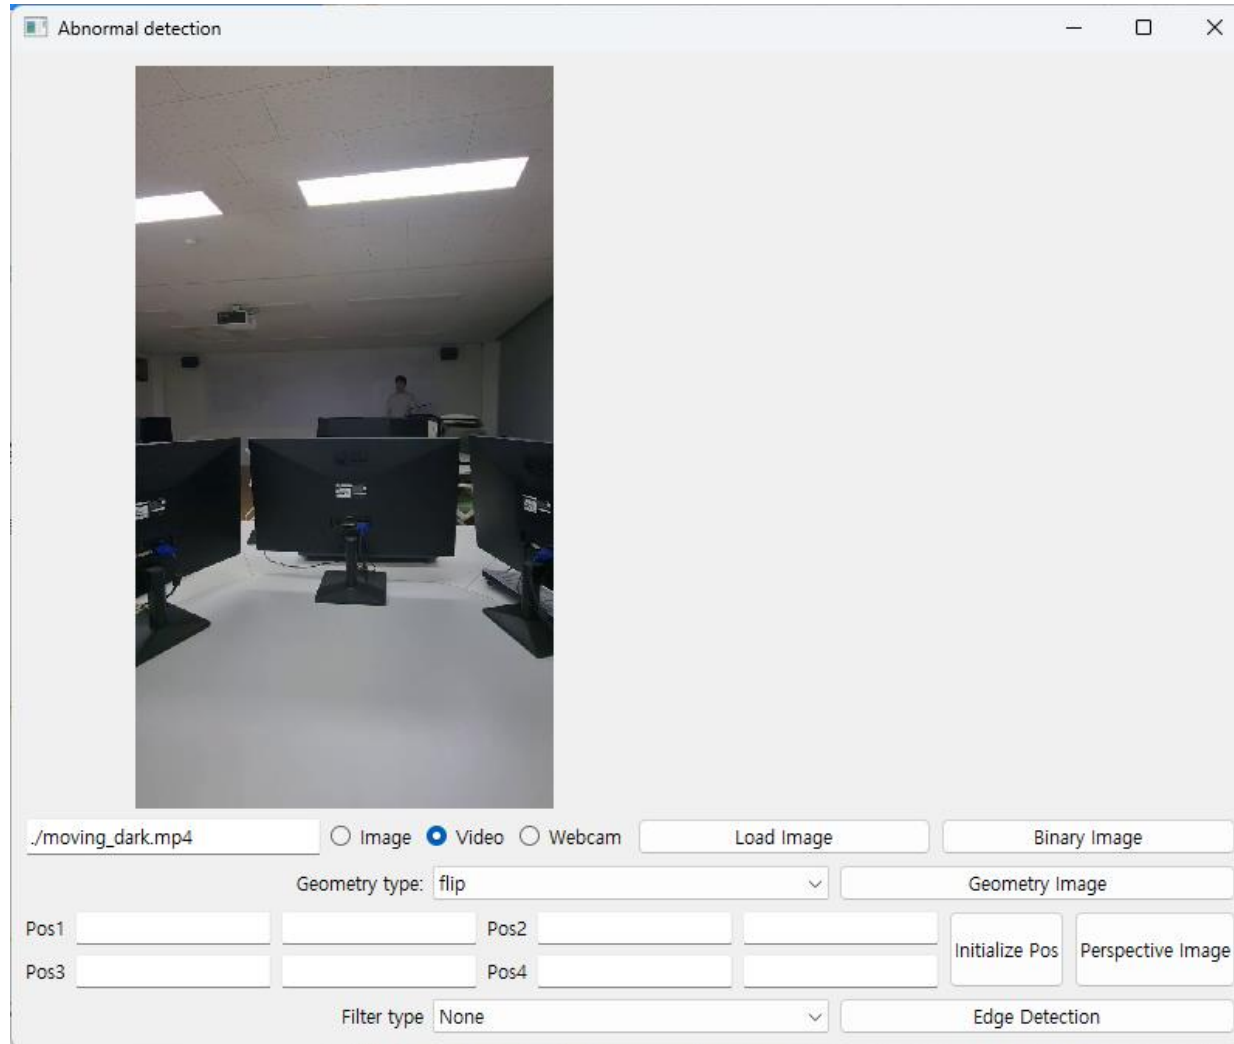 Abnormal detection
./moving_dark.mp4 Image Video Webcam Load Image Binary Image
Geometry type: flip Geometry Image
Pos1 Pos2 Initialize Pos Perspective Image
Pos3 Pos4
Filter type None Edge Detection